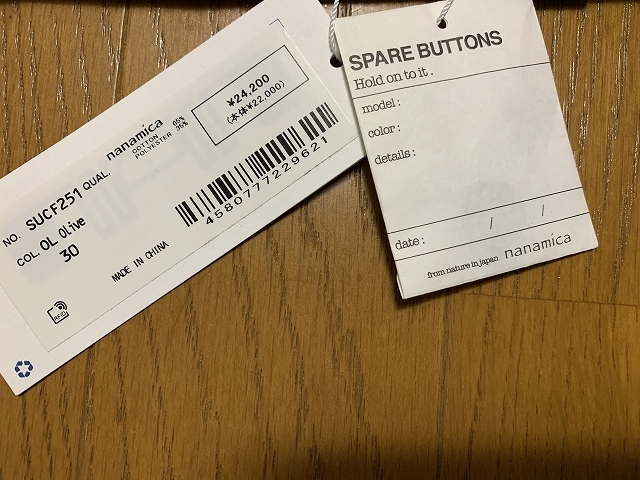 nanamica
¥24,200
(本体¥22,000)
NO. SUCF251 QUAL. COTTON 65%
POLYESTER 35%
COL. OL Olive
30
4580777229621
MADE IN CHINA
RFID
SPARE BUTTONS
Hold on to it.
model:
color:
details:
date: / /
from nature in japan nanamica